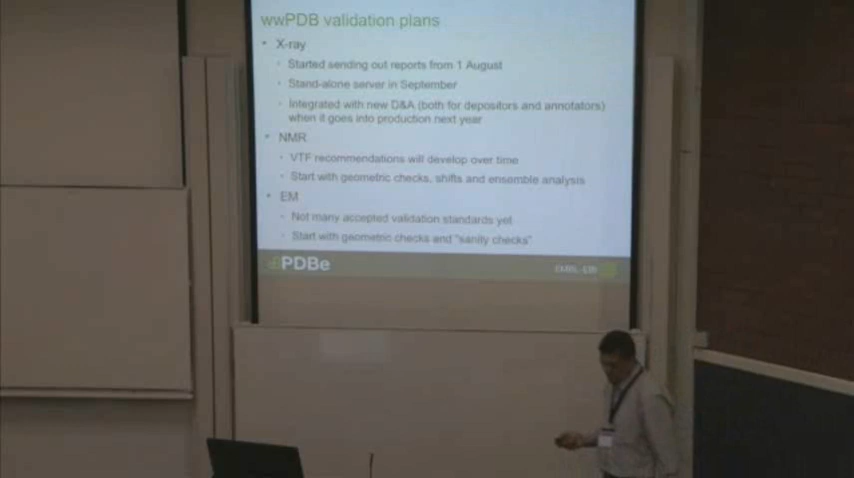 wwPDB validation plans
• X-ray
• Started sending out reports from 1 August
• Stand-alone server in September
• Integrated with new D&A (both for depositors and annotators)
when it goes into production next year
• NMR
• VTF recommendations will develop over time
• Start with geometric checks, shifts and ensemble analysis
• EM
• Not many accepted validation standards yet
• Start with geometric checks and "sanity checks"
PDBe
EMBL-EBI